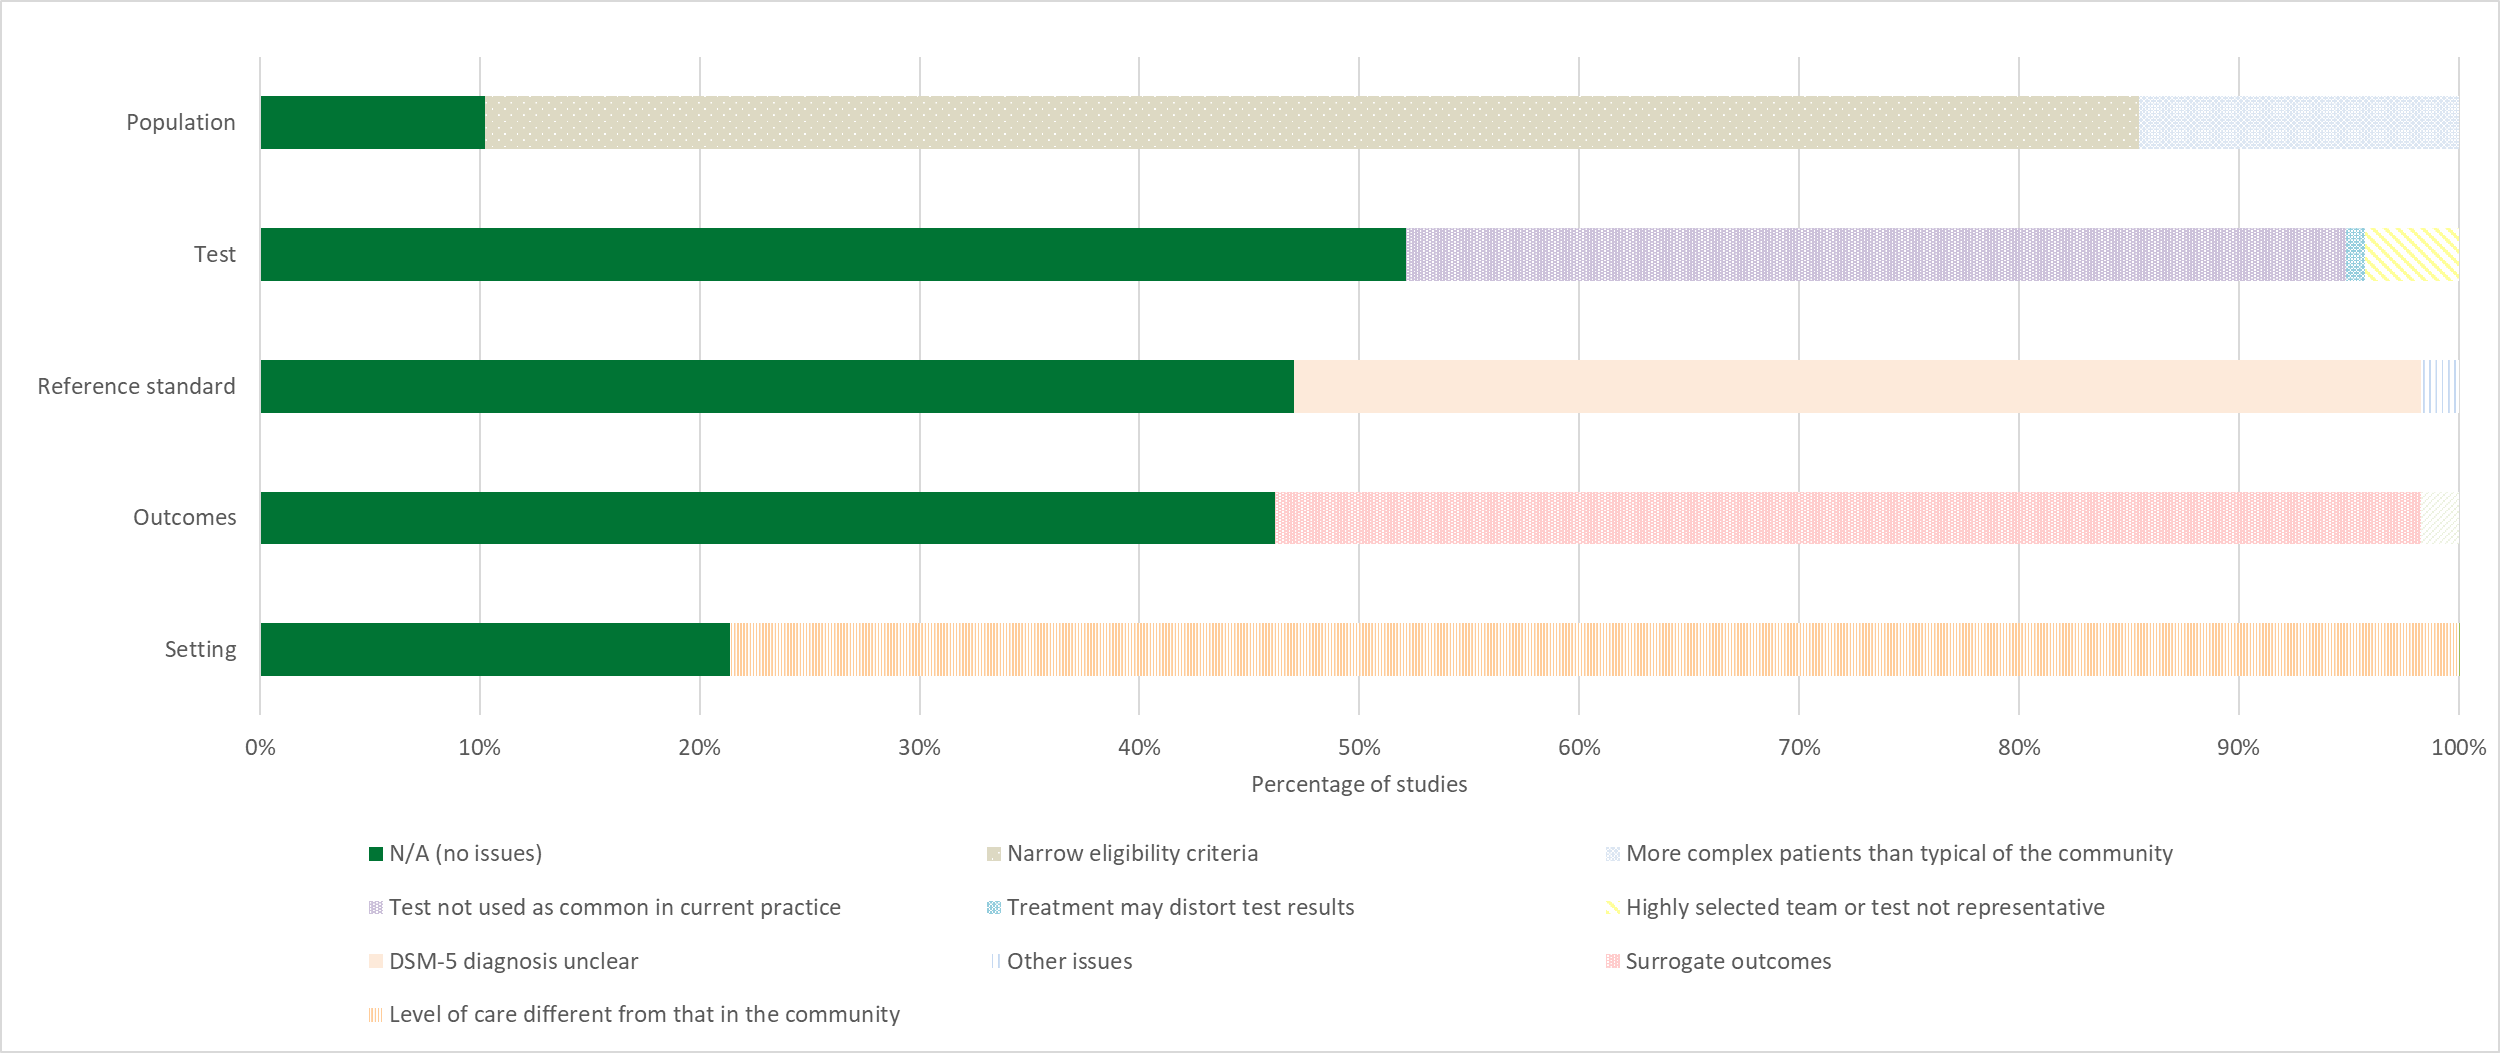 Population
Test
Reference standard
Outcomes
Setting
0% 10% 20% 30% 40% 50% 60% 70% 80% 90% 100%
Percentage of studies
N/A (no issues) Narrow eligibility criteria More complex patients than typical of the community
Test not used as common in current practice Treatment may distort test results Highly selected team or test not representative
DSM-5 diagnosis unclear Other issues Surrogate outcomes
Level of care different from that in the community